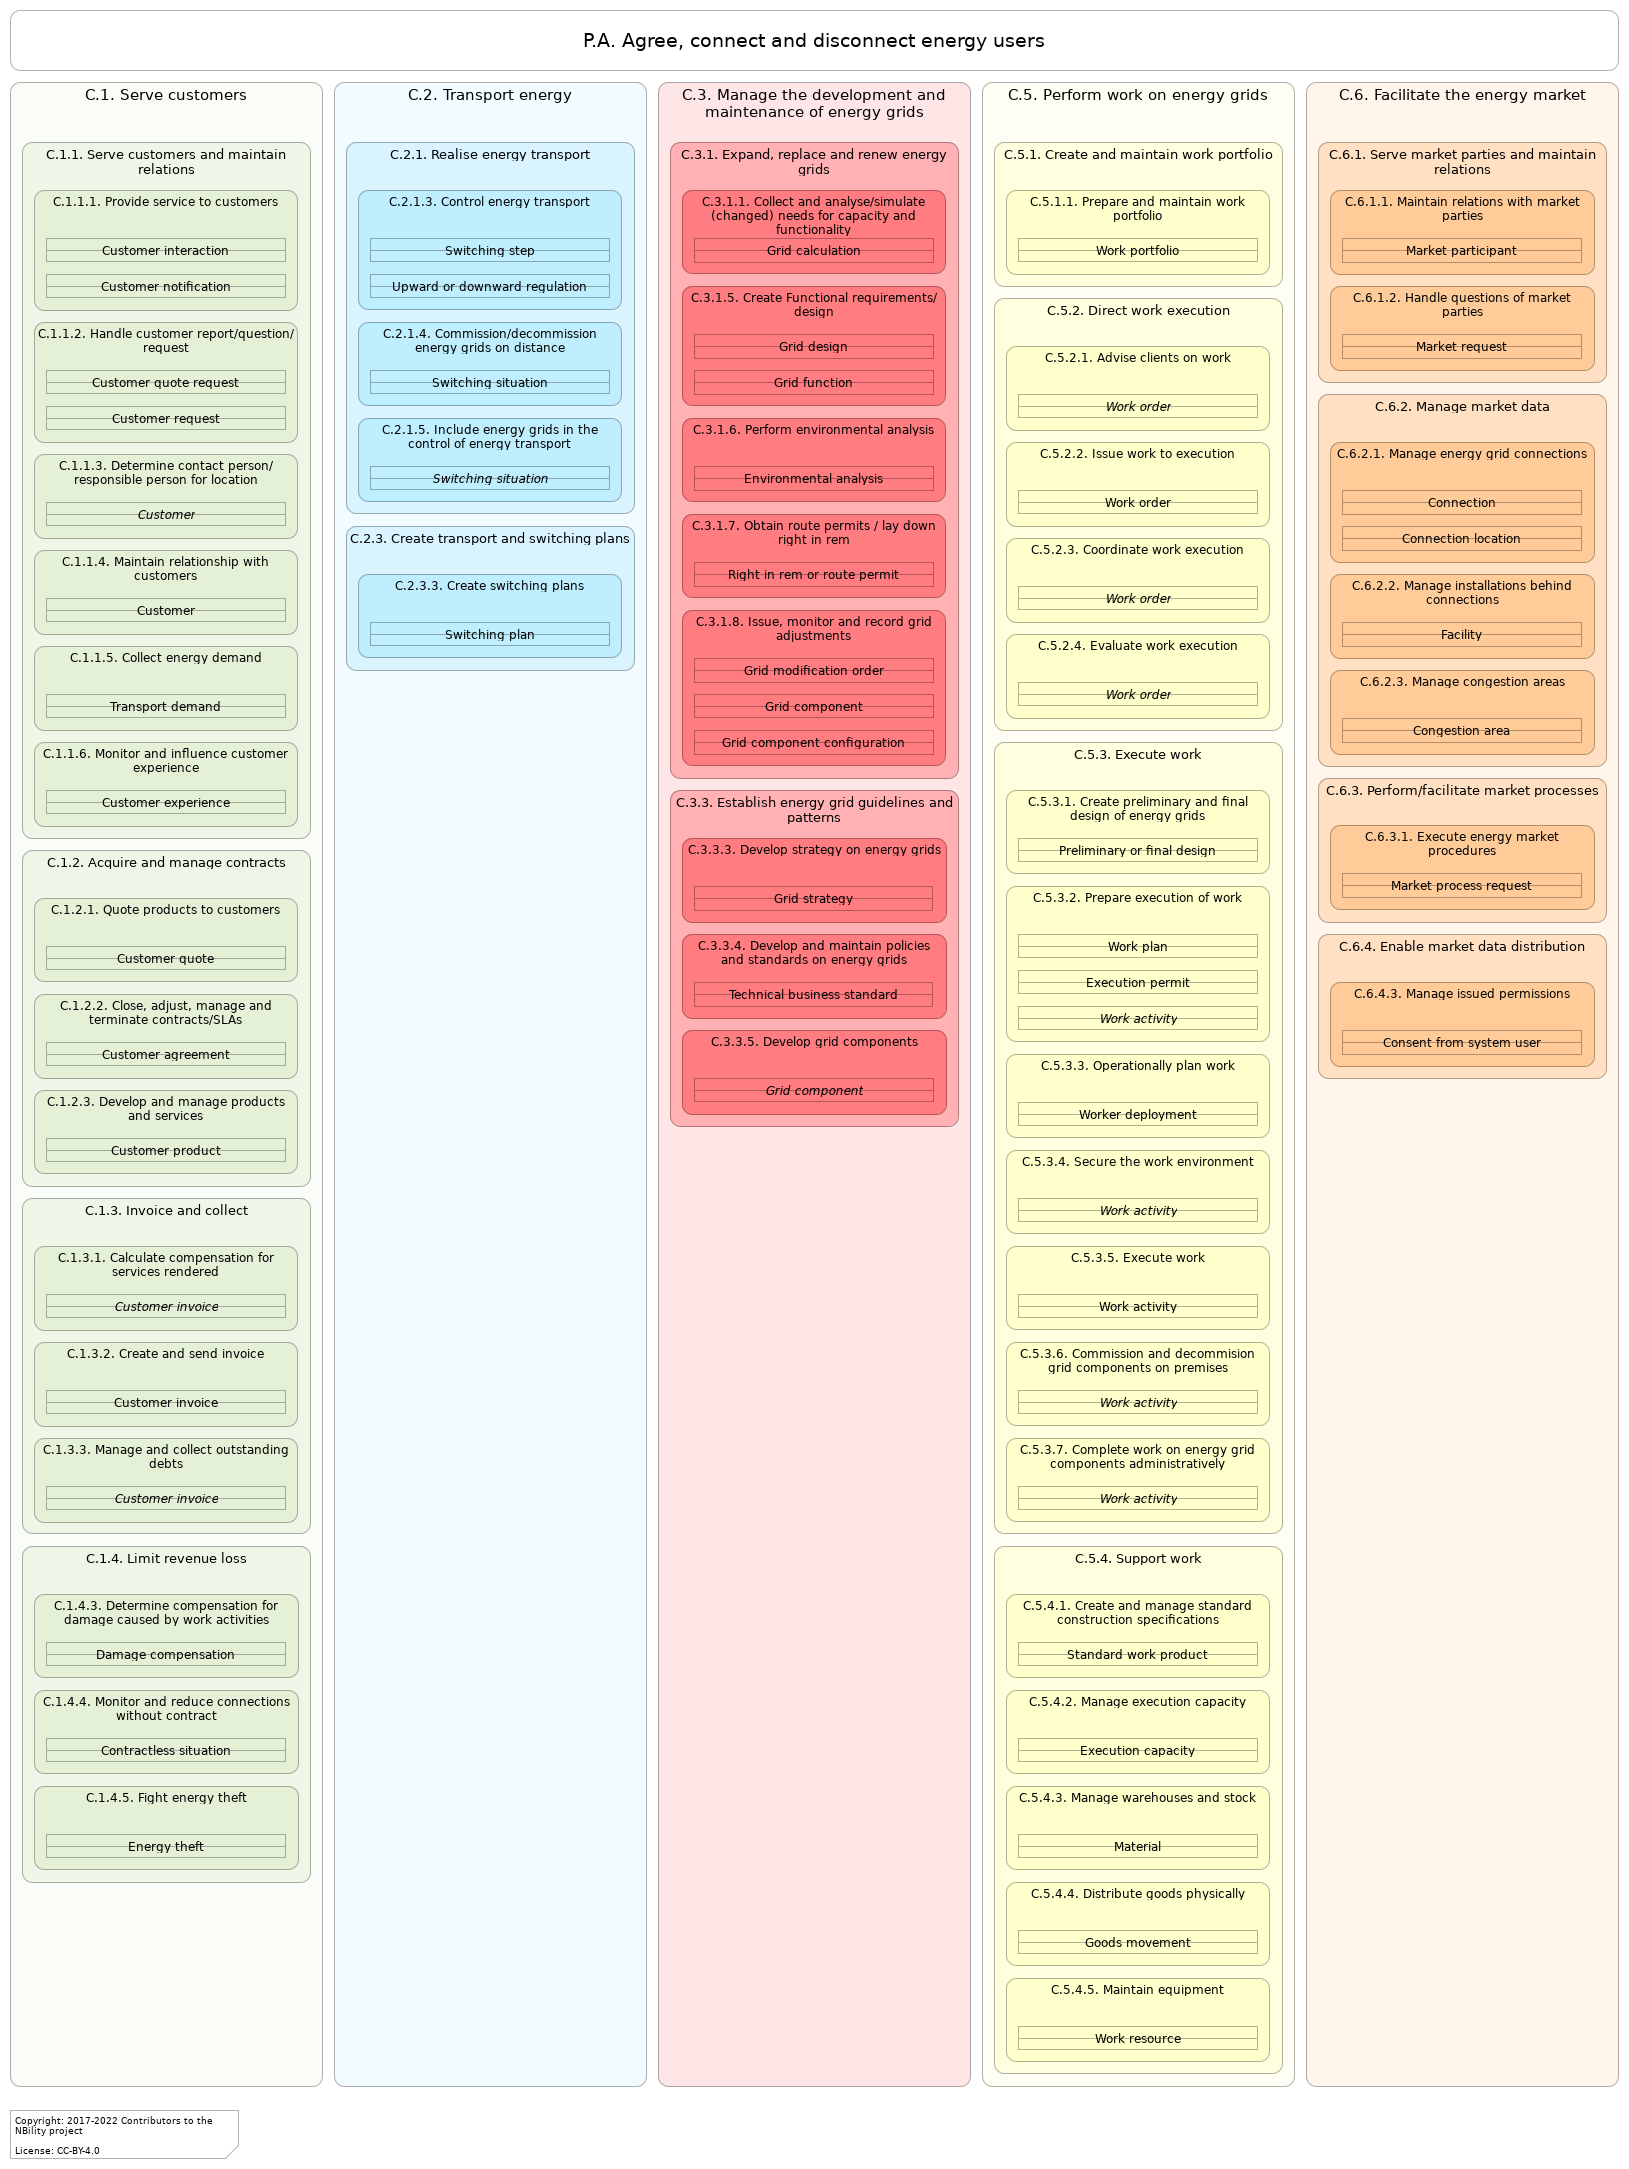 P.A. Agree, connect and disconnect energy users
C.1. Serve customers
C.1.1. Serve customers and maintain
relations
C.1.1.1. Provide service to customers
Customer interaction
Customer notification
C.1.1.2. Handle customer report/question/
request
Customer quote request
Customer request
C.1.1.3. Determine contact person/
responsible person for location
Customer
C.1.1.4. Maintain relationship with
customers
Customer
C.1.1.5. Collect energy demand
Transport demand
C.1.1.6. Monitor and influence customer
experience
Customer experience
C.1.2. Acquire and manage contracts
C.1.2.1. Quote products to customers
Customer quote
C.1.2.2. Close, adjust, manage and
terminate contracts/SLAs
Customer agreement
C.1.2.3. Develop and manage products
and services
Customer product
C.1.3. Invoice and collect
C.1.3.1. Calculate compensation for
services rendered
Customer invoice
C.1.3.2. Create and send invoice
Customer invoice
C.1.3.3. Manage and collect outstanding
debts
Customer invoice
C.1.4. Limit revenue loss
C.1.4.3. Determine compensation for
damage caused by work activities
Damage compensation
C.1.4.4. Monitor and reduce connections
without contract
Contractless situation
C.1.4.5. Fight energy theft
Energy theft
C.2. Transport energy
C.2.1. Realise energy transport
C.2.1.3. Control energy transport
Switching step
Upward or downward regulation
C.2.1.4. Commission/decommission
energy grids on distance
Switching situation
C.2.1.5. Include energy grids in the
control of energy transport
Switching situation
C.2.3. Create transport and switching plans
C.2.3.3. Create switching plans
Switching plan
C.3. Manage the development and
maintenance of energy grids
C.3.1. Expand, replace and renew energy
grids
C.3.1.1. Collect and analyse/simulate
(changed) needs for capacity and
functionality
Grid calculation
C.3.1.5. Create Functional requirements/
design
Grid design
Grid function
C.3.1.6. Perform environmental analysis
Environmental analysis
C.3.1.7. Obtain route permits / lay down
right in rem
Right in rem or route permit
C.3.1.8. Issue, monitor and record grid
adjustments
Grid modification order
Grid component
Grid component configuration
C.3.3. Establish energy grid guidelines and
patterns
C.3.3.3. Develop strategy on energy grids
Grid strategy
C.3.3.4. Develop and maintain policies
and standards on energy grids
Technical business standard
C.3.3.5. Develop grid components
Grid component
C.5. Perform work on energy grids
C.5.1. Create and maintain work portfolio
C.5.1.1. Prepare and maintain work
portfolio
Work portfolio
C.5.2. Direct work execution
C.5.2.1. Advise clients on work
Work order
C.5.2.2. Issue work to execution
Work order
C.5.2.3. Coordinate work execution
Work order
C.5.2.4. Evaluate work execution
Work order
C.5.3. Execute work
C.5.3.1. Create preliminary and final
design of energy grids
Preliminary or final design
C.5.3.2. Prepare execution of work
Work plan
Execution permit
Work activity
C.5.3.3. Operationally plan work
Worker deployment
C.5.3.4. Secure the work environment
Work activity
C.5.3.5. Execute work
Work activity
C.5.3.6. Commission and decommision
grid components on premises
Work activity
C.5.3.7. Complete work on energy grid
components administratively
Work activity
C.5.4. Support work
C.5.4.1. Create and manage standard
construction specifications
Standard work product
C.5.4.2. Manage execution capacity
Execution capacity
C.5.4.3. Manage warehouses and stock
Material
C.5.4.4. Distribute goods physically
Goods movement
C.5.4.5. Maintain equipment
Work resource
C.6. Facilitate the energy market
C.6.1. Serve market parties and maintain
relations
C.6.1.1. Maintain relations with market
parties
Market participant
C.6.1.2. Handle questions of market
parties
Market request
C.6.2. Manage market data
C.6.2.1. Manage energy grid connections
Connection
Connection location
C.6.2.2. Manage installations behind
connections
Facility
C.6.2.3. Manage congestion areas
Congestion area
C.6.3. Perform/facilitate market processes
C.6.3.1. Execute energy market
procedures
Market process request
C.6.4. Enable market data distribution
C.6.4.3. Manage issued permissions
Consent from system user
Copyright: 2017-2022 Contributors to the
NBility project
License: CC-BY-4.0